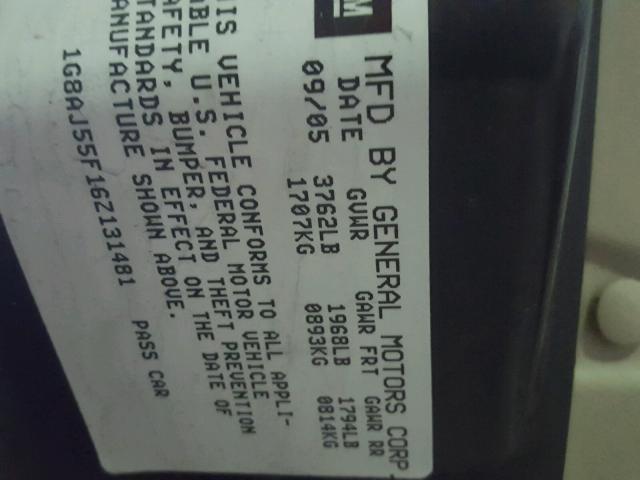 M
MFD BY GENERAL MOTORS CORP.
DATE GVWR GAWR FRT GAWR RR
09/05 3762LB 1968LB 1794LB
1707KG 0893KG 0814KG
IS VEHICLE CONFORMS TO ALL APPLI-
ABLE U.S. FEDERAL MOTOR VEHICLE
AFETY, BUMPER, AND THEFT PREVENTION
TANDARDS IN EFFECT ON THE DATE OF
ANUFACTURE SHOWN ABOVE.
1G8AJ55F16Z131481 PASS CAR